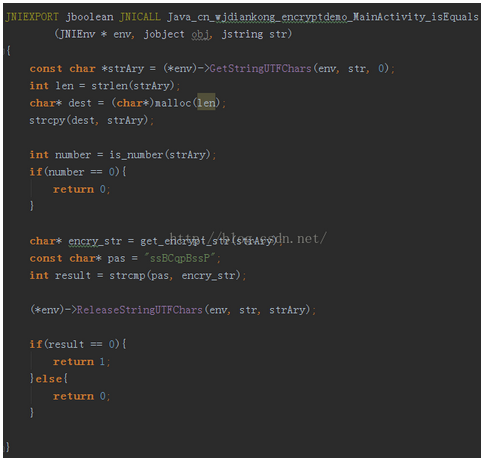 JNIEXPORT jboolean JNICALL Java_cn_wjdiankong_encryptdemo_MainActivity_isEquals
(JNIEnv * env, jobject obj, jstring str)
{
const char *strAry = (*env)->GetStringUTFChars(env, str, 0);
int len = strlen(strAry);
char* dest = (char*)malloc(len);
strcpy(dest, strAry);
int number = is_number(strAry);
if(number == 0){
return 0;
}
char* encry_str = get_encrypt_str(strAry);
http://blog.csdn.net/
const char* pas = "ssBCqpBssP";
int result = strcmp(pas, encry_str);
(*env)->ReleaseStringUTFChars(env, str, strAry);
if(result == 0){
return 1;
}else{
return 0;
}
}